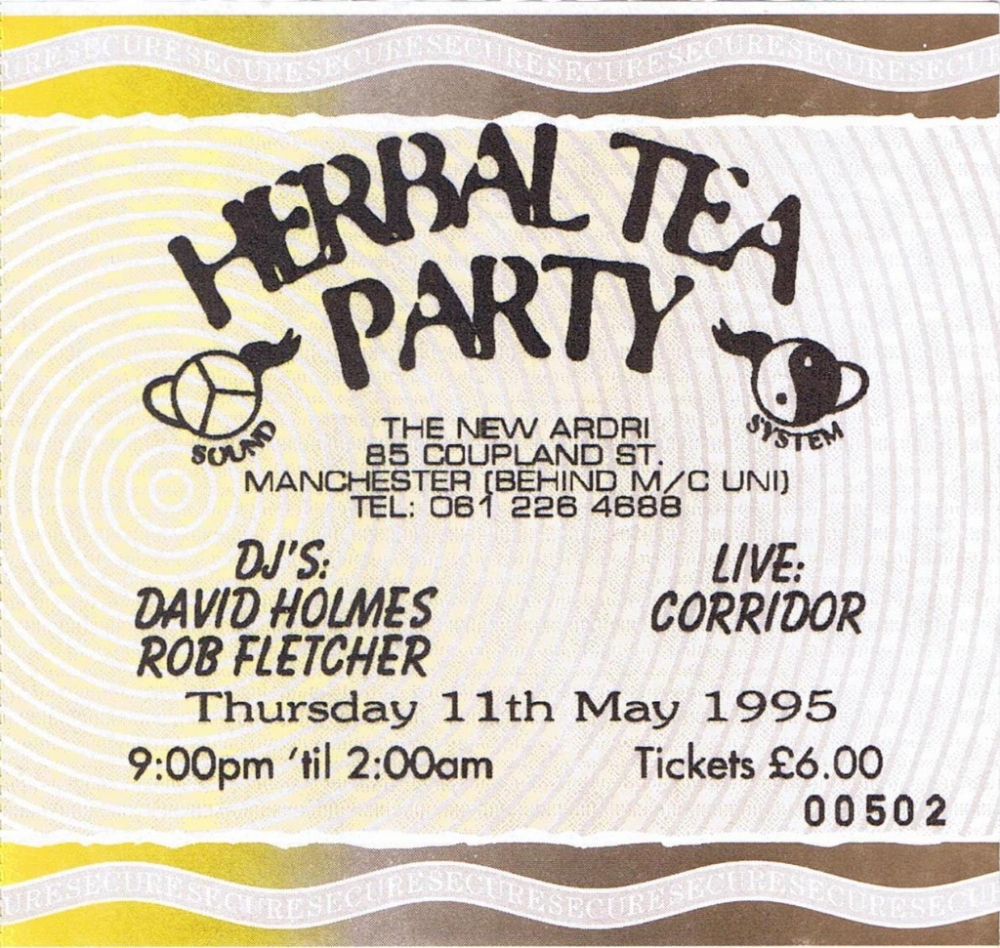 URESECURESECURESECURESECURESECURESECURESECURESECU
HERBAL TEA
PARTY
SOUND
SYSTEM
THE NEW ARDRI
85 COUPLAND ST.
MANCHESTER (BEHIND M/C UNI)
TEL: 061 226 4688
DJ'S:
DAVID HOLMES
ROB FLETCHER
LIVE:
CORRIDOR
Thursday 11th May 1995
9:00pm 'til 2:00am
Tickets £6.00
00502
URESECURESECURESECURESECURESECURESECURESECURESECU